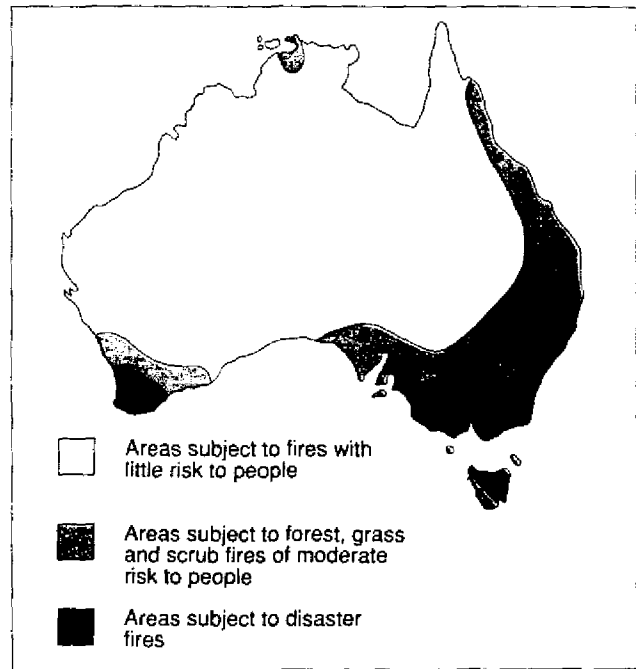 Areas subject to fires with
little risk to people
Areas subject to forest, grass
and scrub fires of moderate
risk to people
Areas subject to disaster
fires